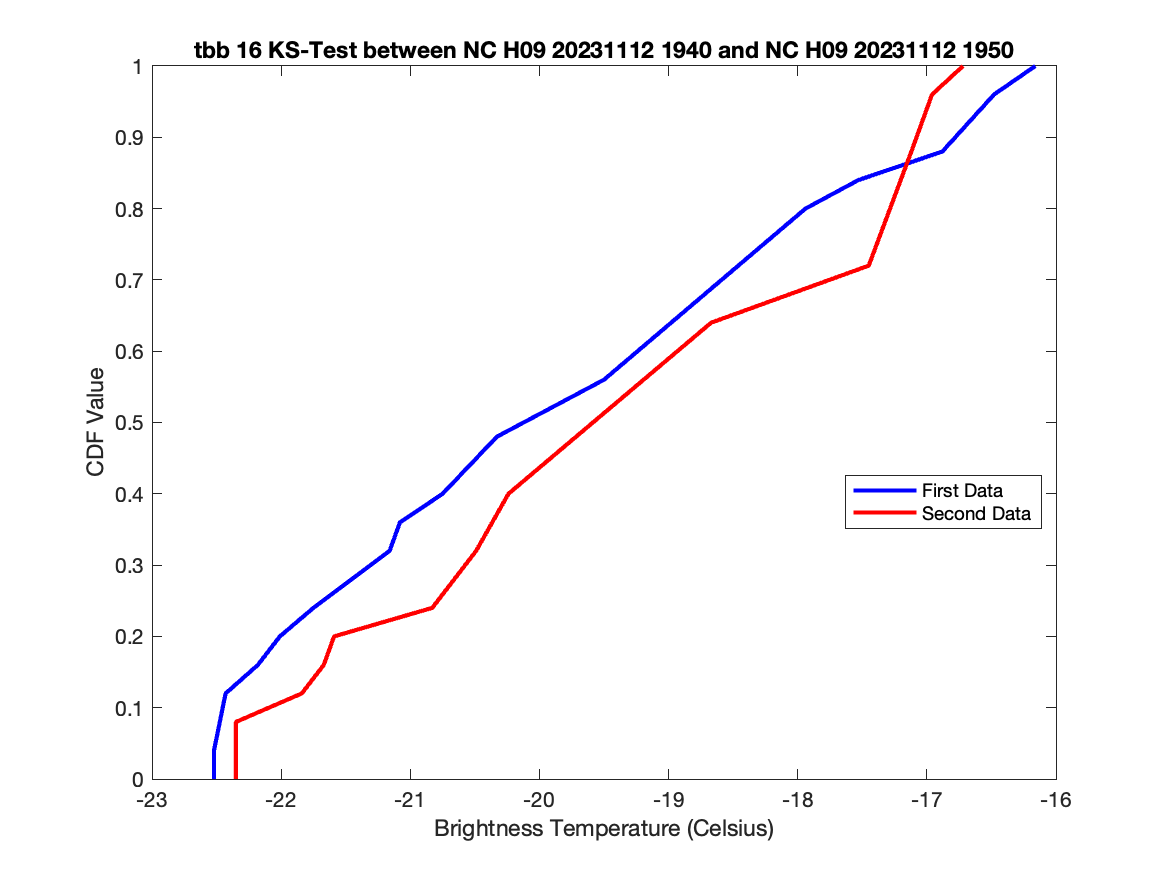 tbb 16 KS-Test between NC H09 20231112 1940 and NC H09 20231112 1950
1
0.9
0.8
0.7
0.6
0.5
0.4
0.3
0.2
0.1
0
CDF Value
First Data
Second Data
-23 -22 -21 -20 -19 -18 -17 -16
Brightness Temperature (Celsius)